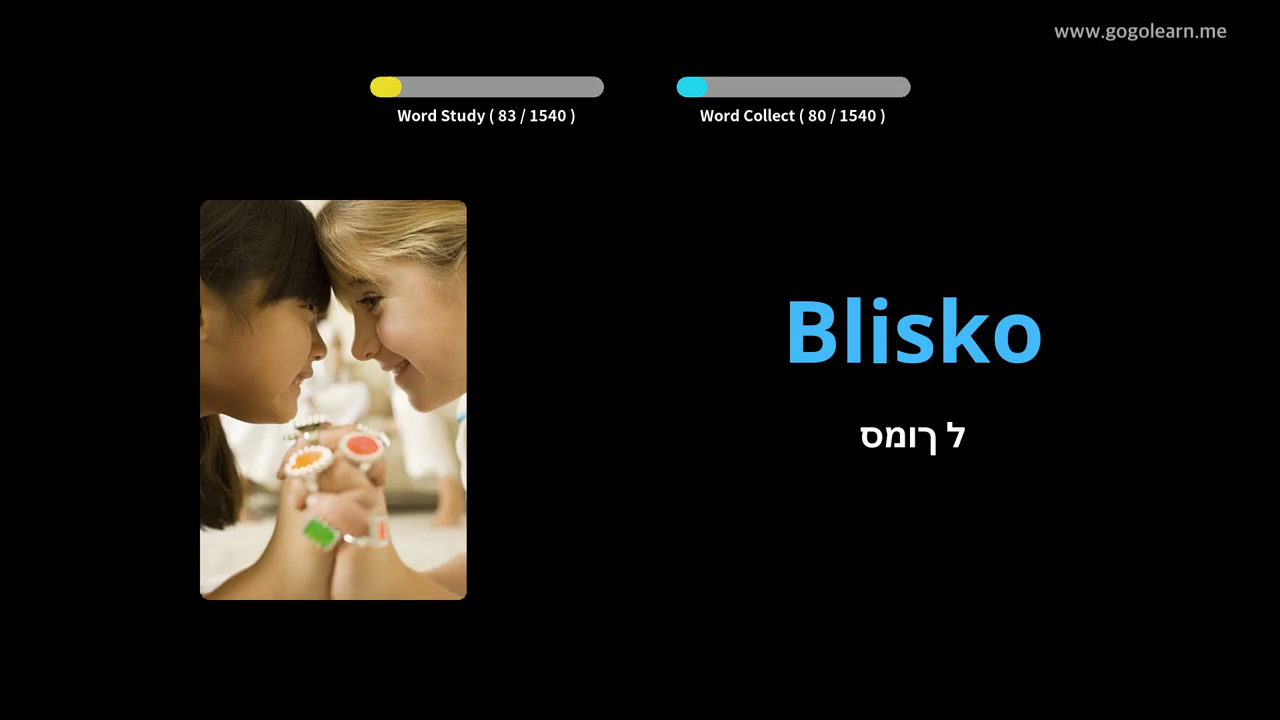 www.gogolearn.me
Word Study ( 83 / 1540 )
Word Collect ( 80 / 1540 )
Blisko
ל ךומס